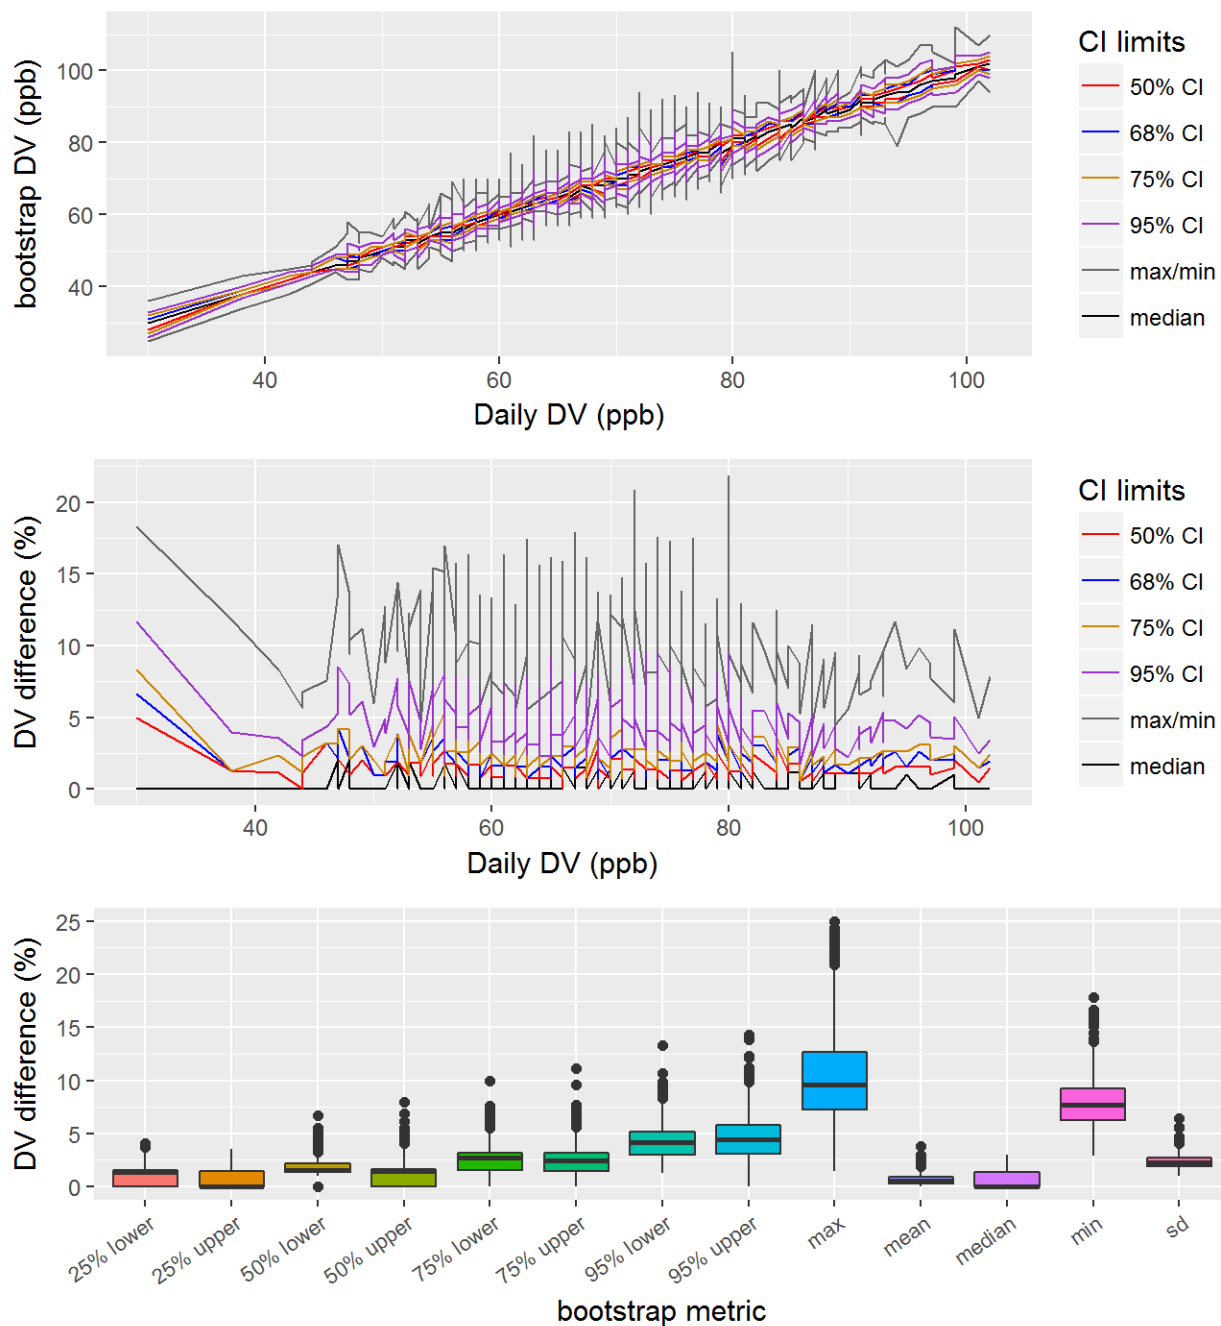 CI limits
50% CI
68% CI
75% CI
95% CI
max/min
median
bootstrap DV (ppb)
100
80
60
40
40
60
80
100
Daily DV (ppb)
CI limits
50% CI
68% CI
75% CI
95% CI
max/min
median
DV difference (%)
20
15
10
5
0
40
60
80
100
Daily DV (ppb)
DV difference (%)
25
20
15
10
5
0
25% lower
25% upper
50% lower
50% upper
75% lower
75% upper
95% lower
95% upper
max
mean
median
min
sd
bootstrap metric